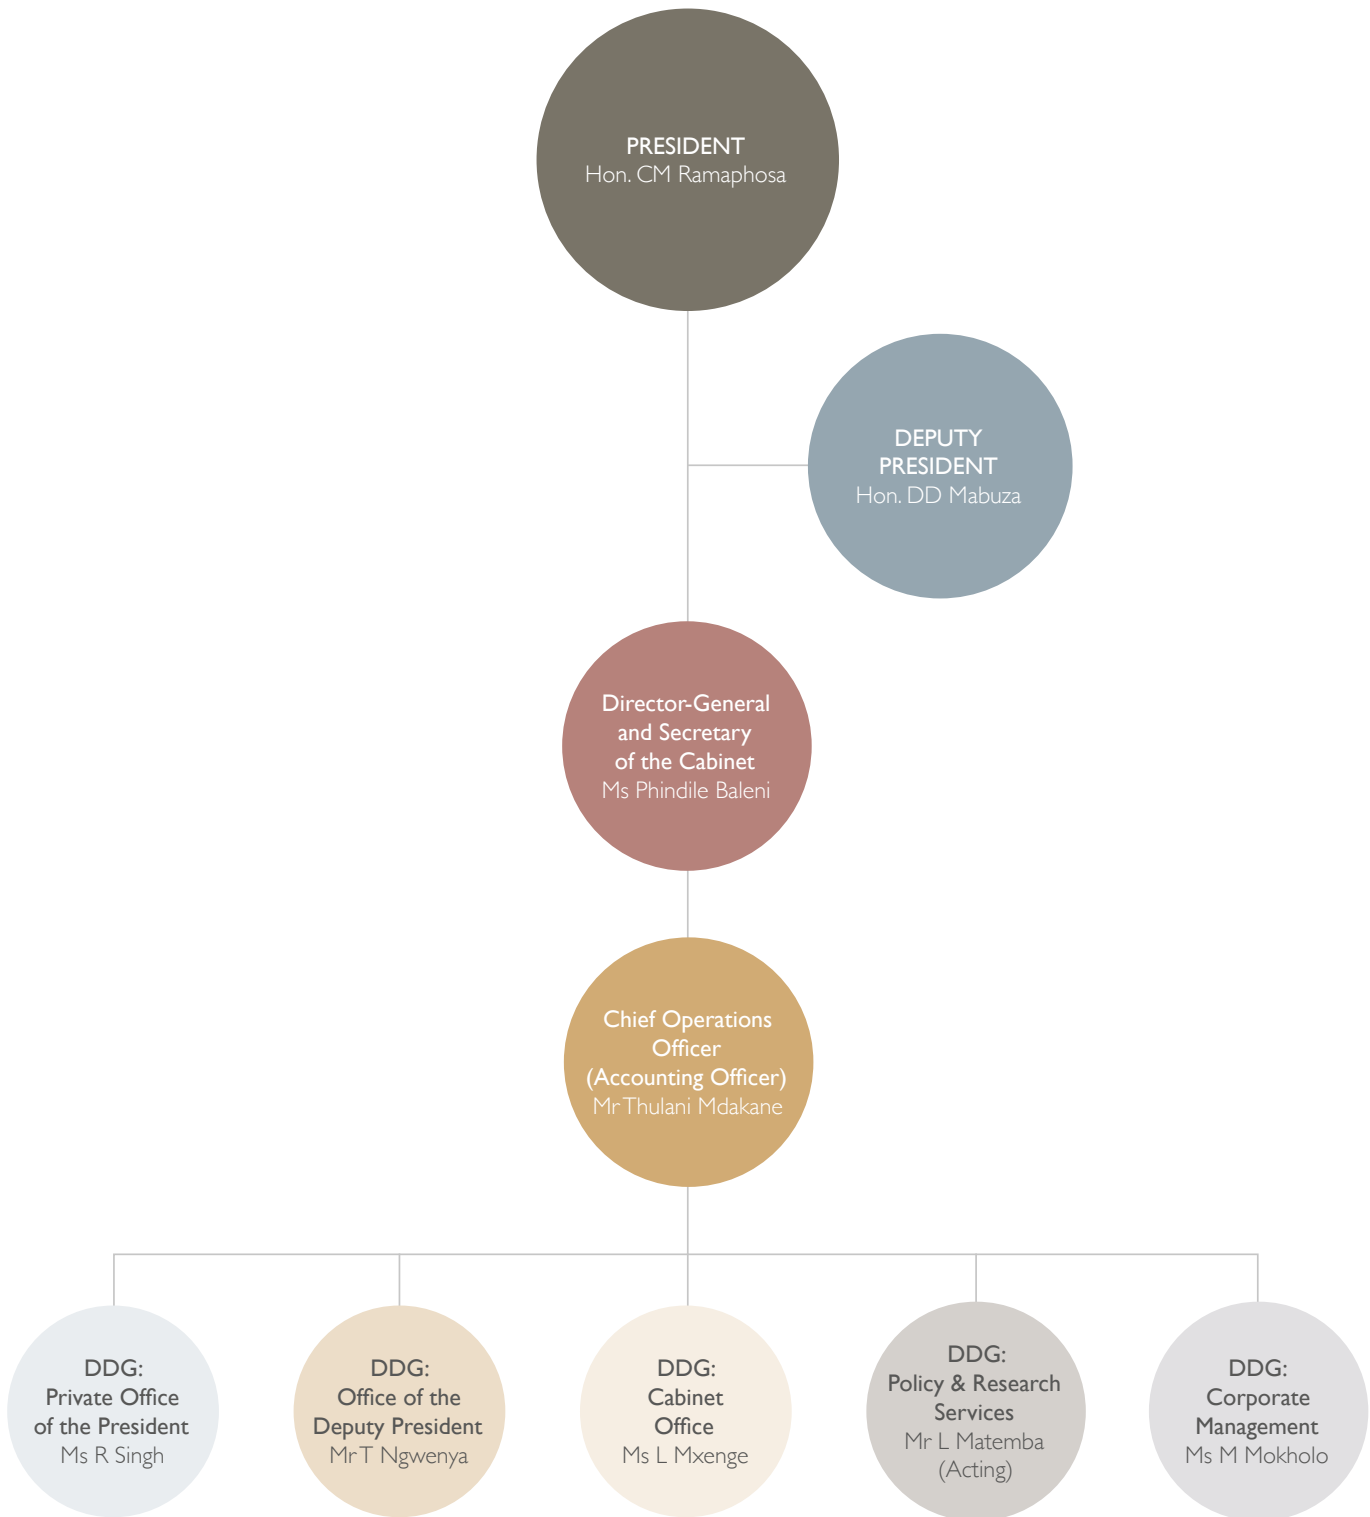 PRESIDENT
Hon. CM Ramaphosa
DEPUTY
PRESIDENT
Hon. DD Mabuza
Director-General
and Secretary
of the Cabinet
Ms Phindile Baleni
Chief Operations
Officer
(Accounting Officer)
Mr Thulani Mdakane
DDG:
Private Office
of the President
Ms R Singh
DDG:
Office of the
Deputy President
Mr T Ngwenya
DDG:
Cabinet
Office
Ms L Mxenge
DDG:
Policy & Research
Services
Mr L Matemba
(Acting)
DDG:
Corporate
Management
Ms M Mokholo